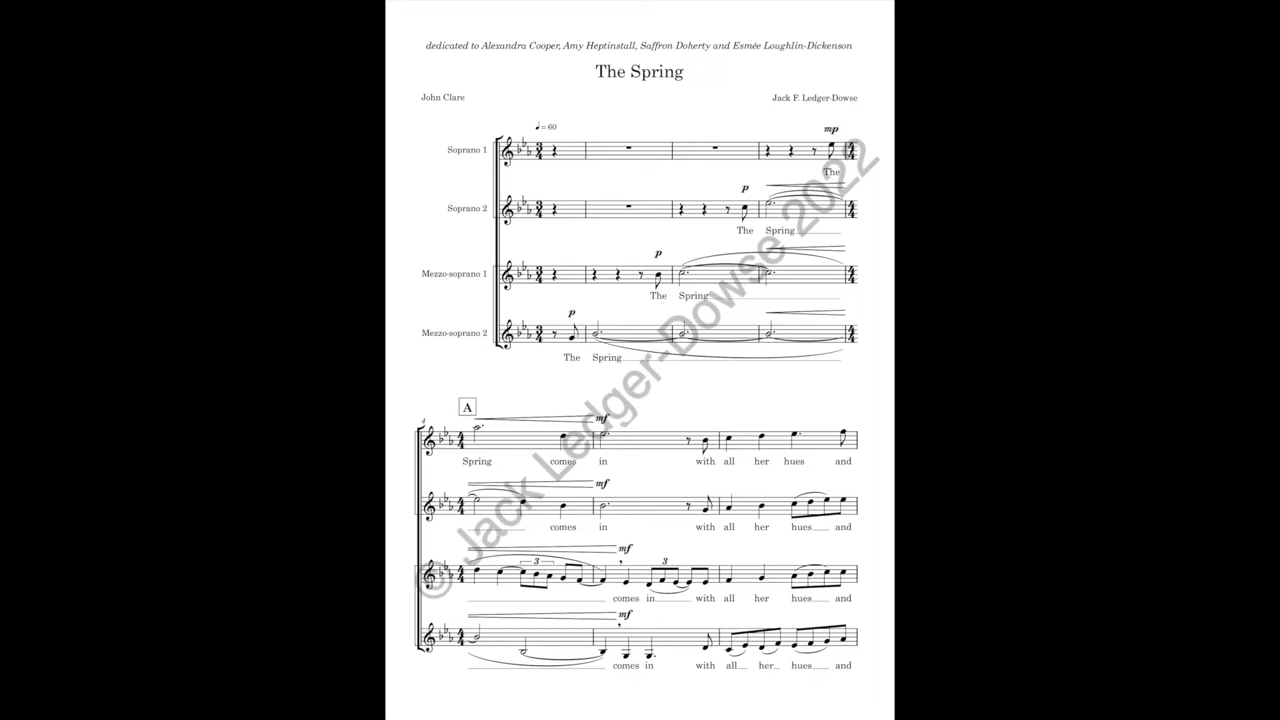 dedicated to Alexandra Cooper, Amy Heptinstall, Saffron Doherty and Esmée Loughlin-Dickenson
The Spring
John Clare
Jack F. Ledger-Dowse
♩= 60
mp
Soprano 1
The
p
Soprano 2
The Spring
p
Mezzo-soprano 1
The Spring
p
Mezzo-soprano 2
The Spring
© Jack Ledger-Dowse 2022
A
4
mf
Spring comes in with all her hues and
mf
comes in with all her hues and
mf
3 3
comes in with all her hues and
mf
comes in with all her hues and